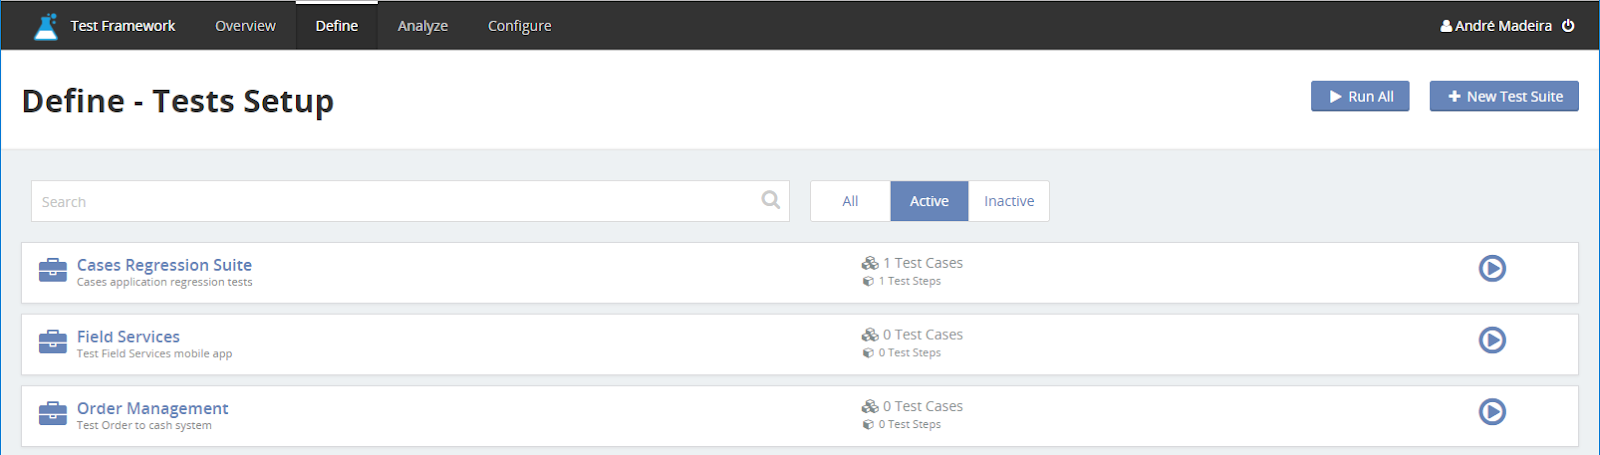 Test Framework Overview Define Analyze Configure André Madeira
Define - Tests Setup Run All New Test Suite
Search All Active Inactive
Cases Regression Suite 1 Test Cases
Cases application regression tests 1 Test Steps
Field Services 0 Test Cases
Test Field Services mobile app 0 Test Steps
Order Management 0 Test Cases
Test Order to cash system 0 Test Steps